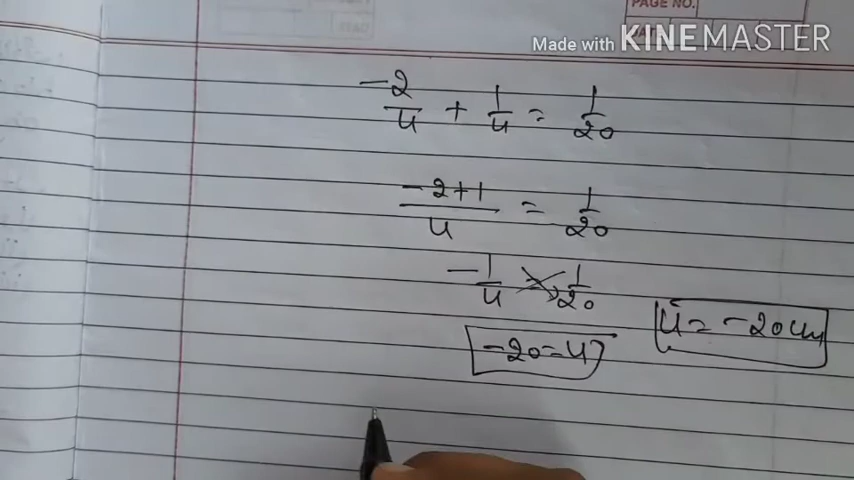 PAGE NO.
Made with KINEMASTER
-2/u + 1/u = 1/20
-2+1/u = 1/20
-1/u 1/20
u = -20cm
-20=u